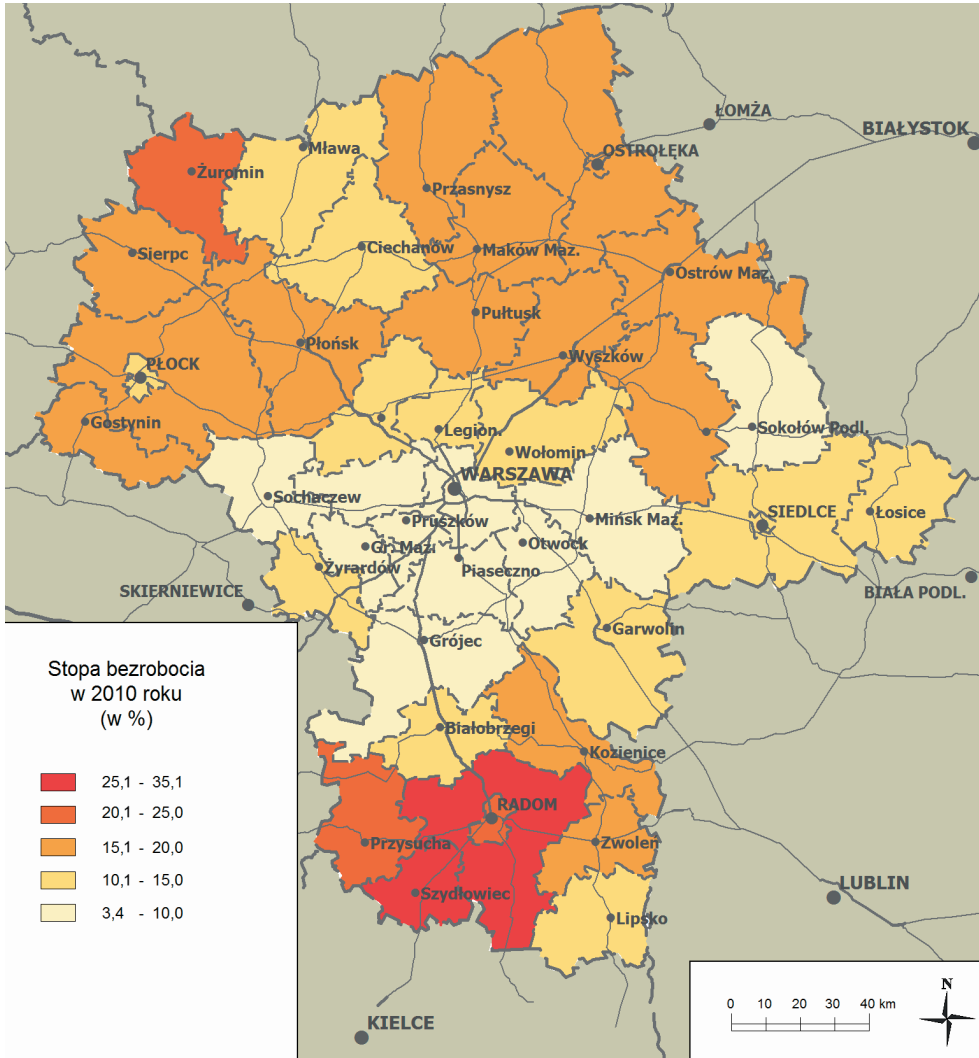 ŁOMŻA
BIAŁYSTOK
Mława
OSTROŁĘKA
Żuromin
Przasnysz
Ciechanów
Maków Maz.
Sierpc
Ostrów Maz.
Pułtusk
Płońsk
Wyszków
PŁOCK
Gostynin
Legion.
Sokołów Podl.
Wołomin
WARSZAWA
Sochaczew
SIEDLCE
Łosice
Pruszków
Mińsk Maz.
Gr. Maz.
Otwock
Żyrardów
Piaseczno
SKIERNIEWICE
BIAŁA PODL.
Garwolin
Grójec
Białobrzegi
Kozienice
RADOM
Przysucha
Zwoleń
Szydłowiec
LUBLIN
Lipsko
KIELCE
Stopa bezrobocia
w 2010 roku
(w %)
25,1 - 35,1
20,1 - 25,0
15,1 - 20,0
10,1 - 15,0
3,4 - 10,0
0 10 20 30 40 km
N